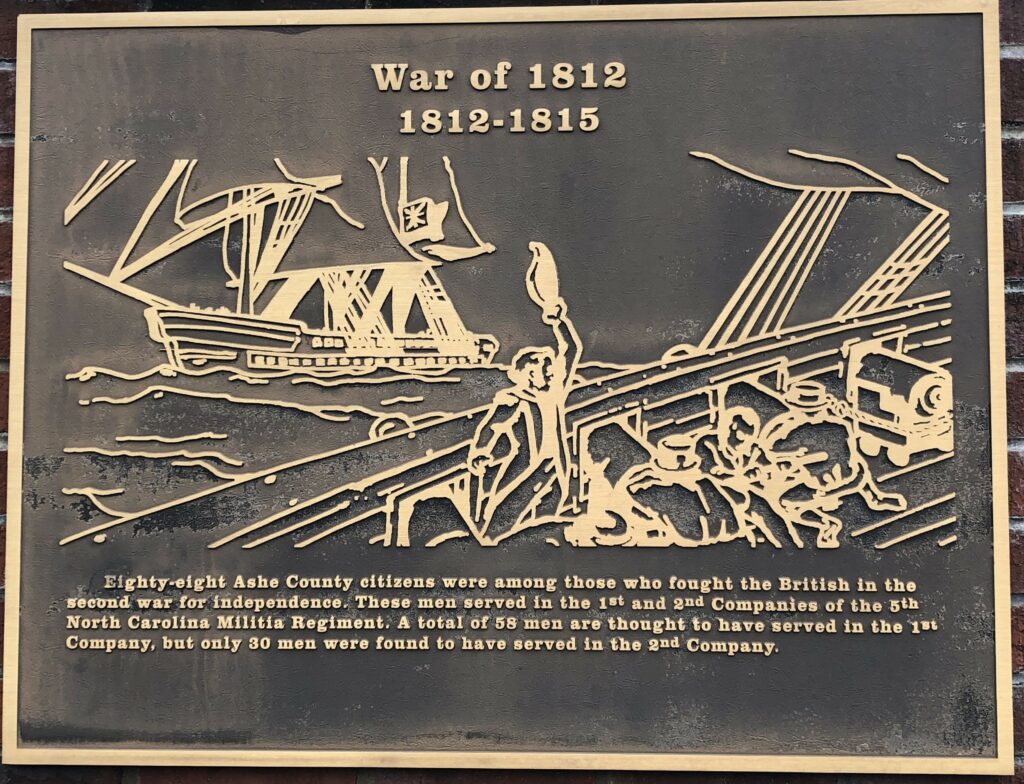 War of 1812
1812-1815
Eighty-eight Ashe County citizens were among those who fought the British in the
second war for independence. These men served in the 1st and 2nd Companies of the 5th
North Carolina Militia Regiment. A total of 58 men are thought to have served in the 1st
Company, but only 30 men were found to have served in the 2nd Company.